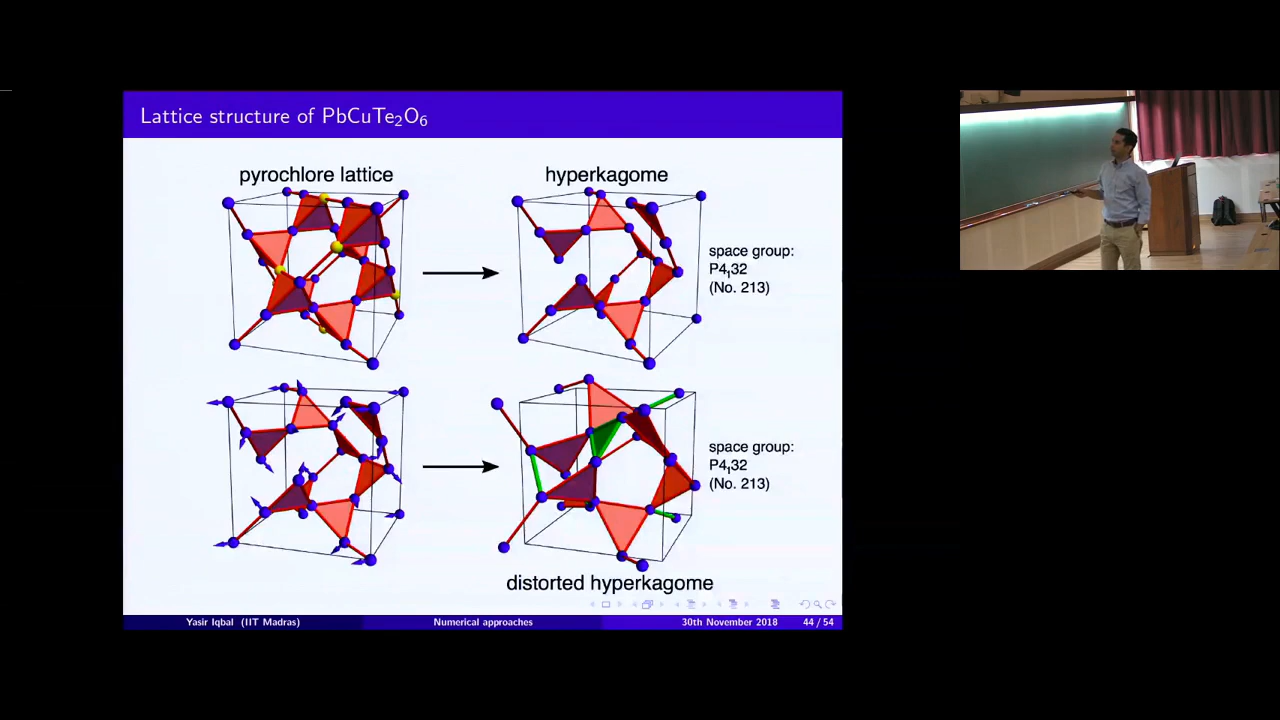 Lattice structure of PbCuTe₂O₆
pyrochlore lattice
hyperkagome
space group:
P4₁32
(No. 213)
space group:
P4₁32
(No. 213)
distorted hyperkagome
Yasir Iqbal (IIT Madras)
Numerical approaches
30th November 2018
44 / 54